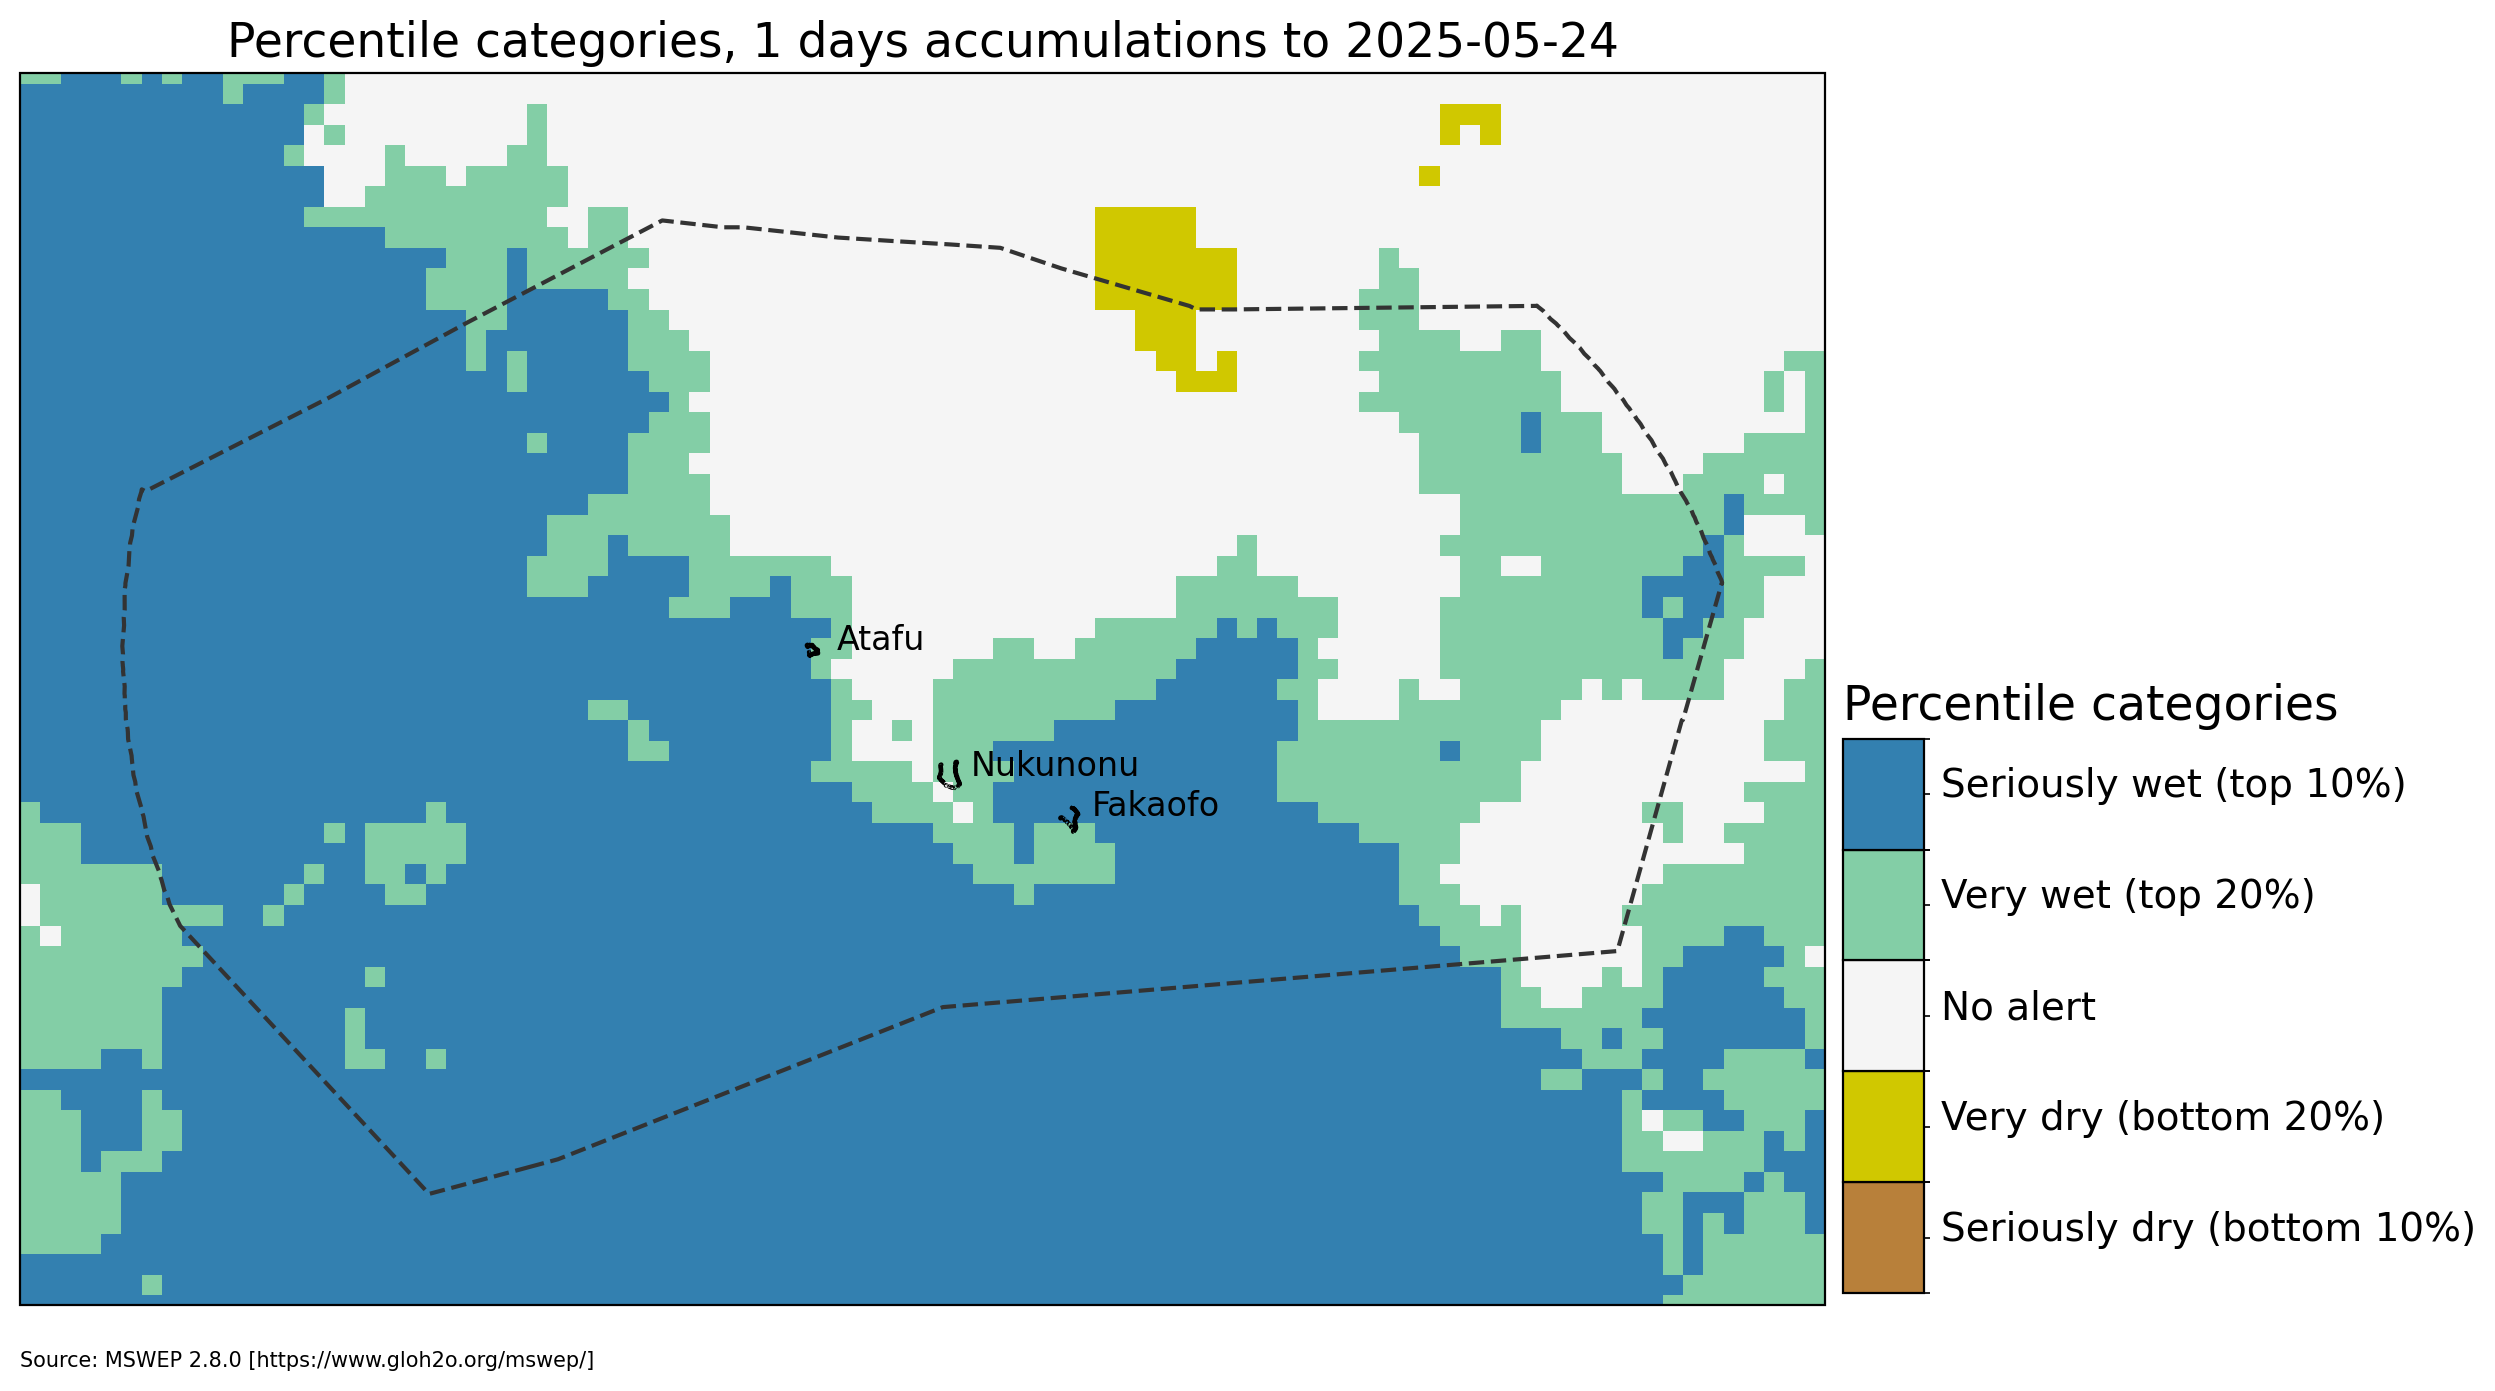 Percentile categories, 1 days accumulations to 2025-05-24
Atafu
Nukunonu
Fakaofo
Percentile categories
Seriously wet (top 10%)
Very wet (top 20%)
No alert
Very dry (bottom 20%)
Seriously dry (bottom 10%)
Source: MSWEP 2.8.0 [https://www.gloh2o.org/mswep/]